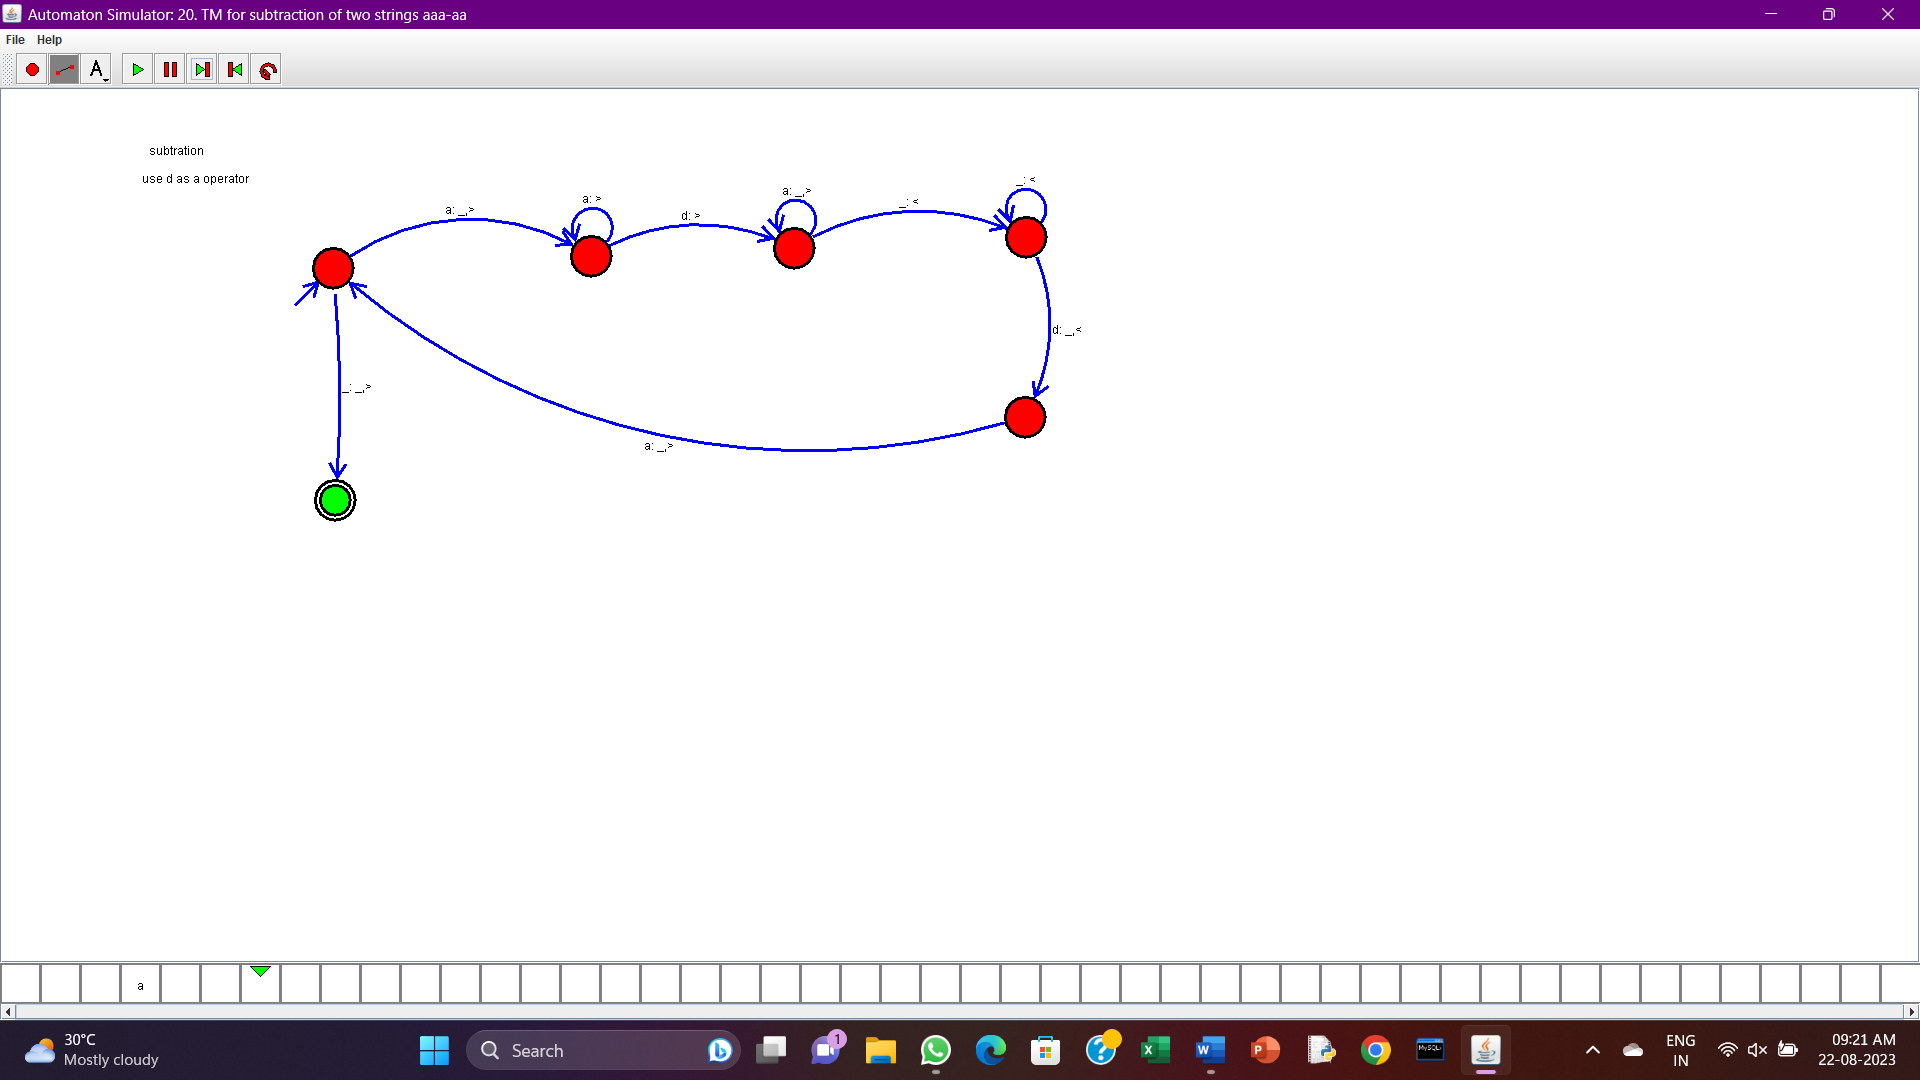 Automaton Simulator: 20. TM for subtraction of two strings aaa-aa
File Help
A
subtration
use d as a operator
a: _,>
a: >
d: >
a: _,>
_: <
_: <
d: _,<
_: _,>
a: _,>
a
30°C
Mostly cloudy
Search
1
ENG
IN
09:21 AM
22-08-2023